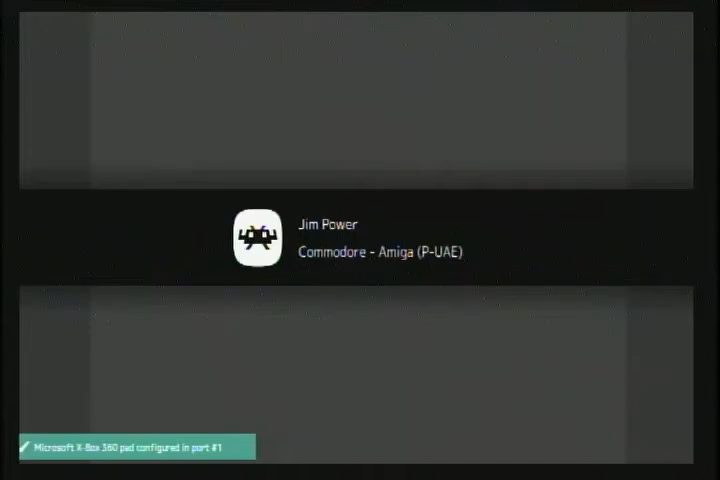 Jim Power
Commodore - Amiga (P-UAE)
Microsoft X-Box 360 pad configured in port #1